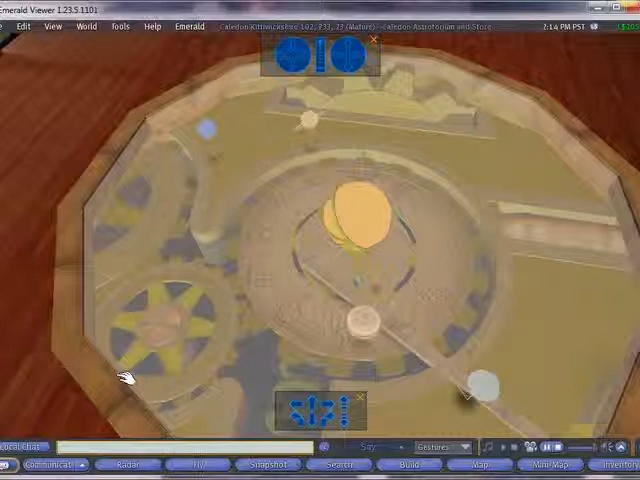 Emerald Viewer 1.23.5.1101
Edit View World Tools Help Emerald Caledon Kittiwickshire 102, 233, 23 (Mature) - Caledon Astrotorium and Store 2:14 PM PST
Local Chat Say Gestures
Communicate Radar Fly Snapshot Search Build Map Mini-Map Inventory